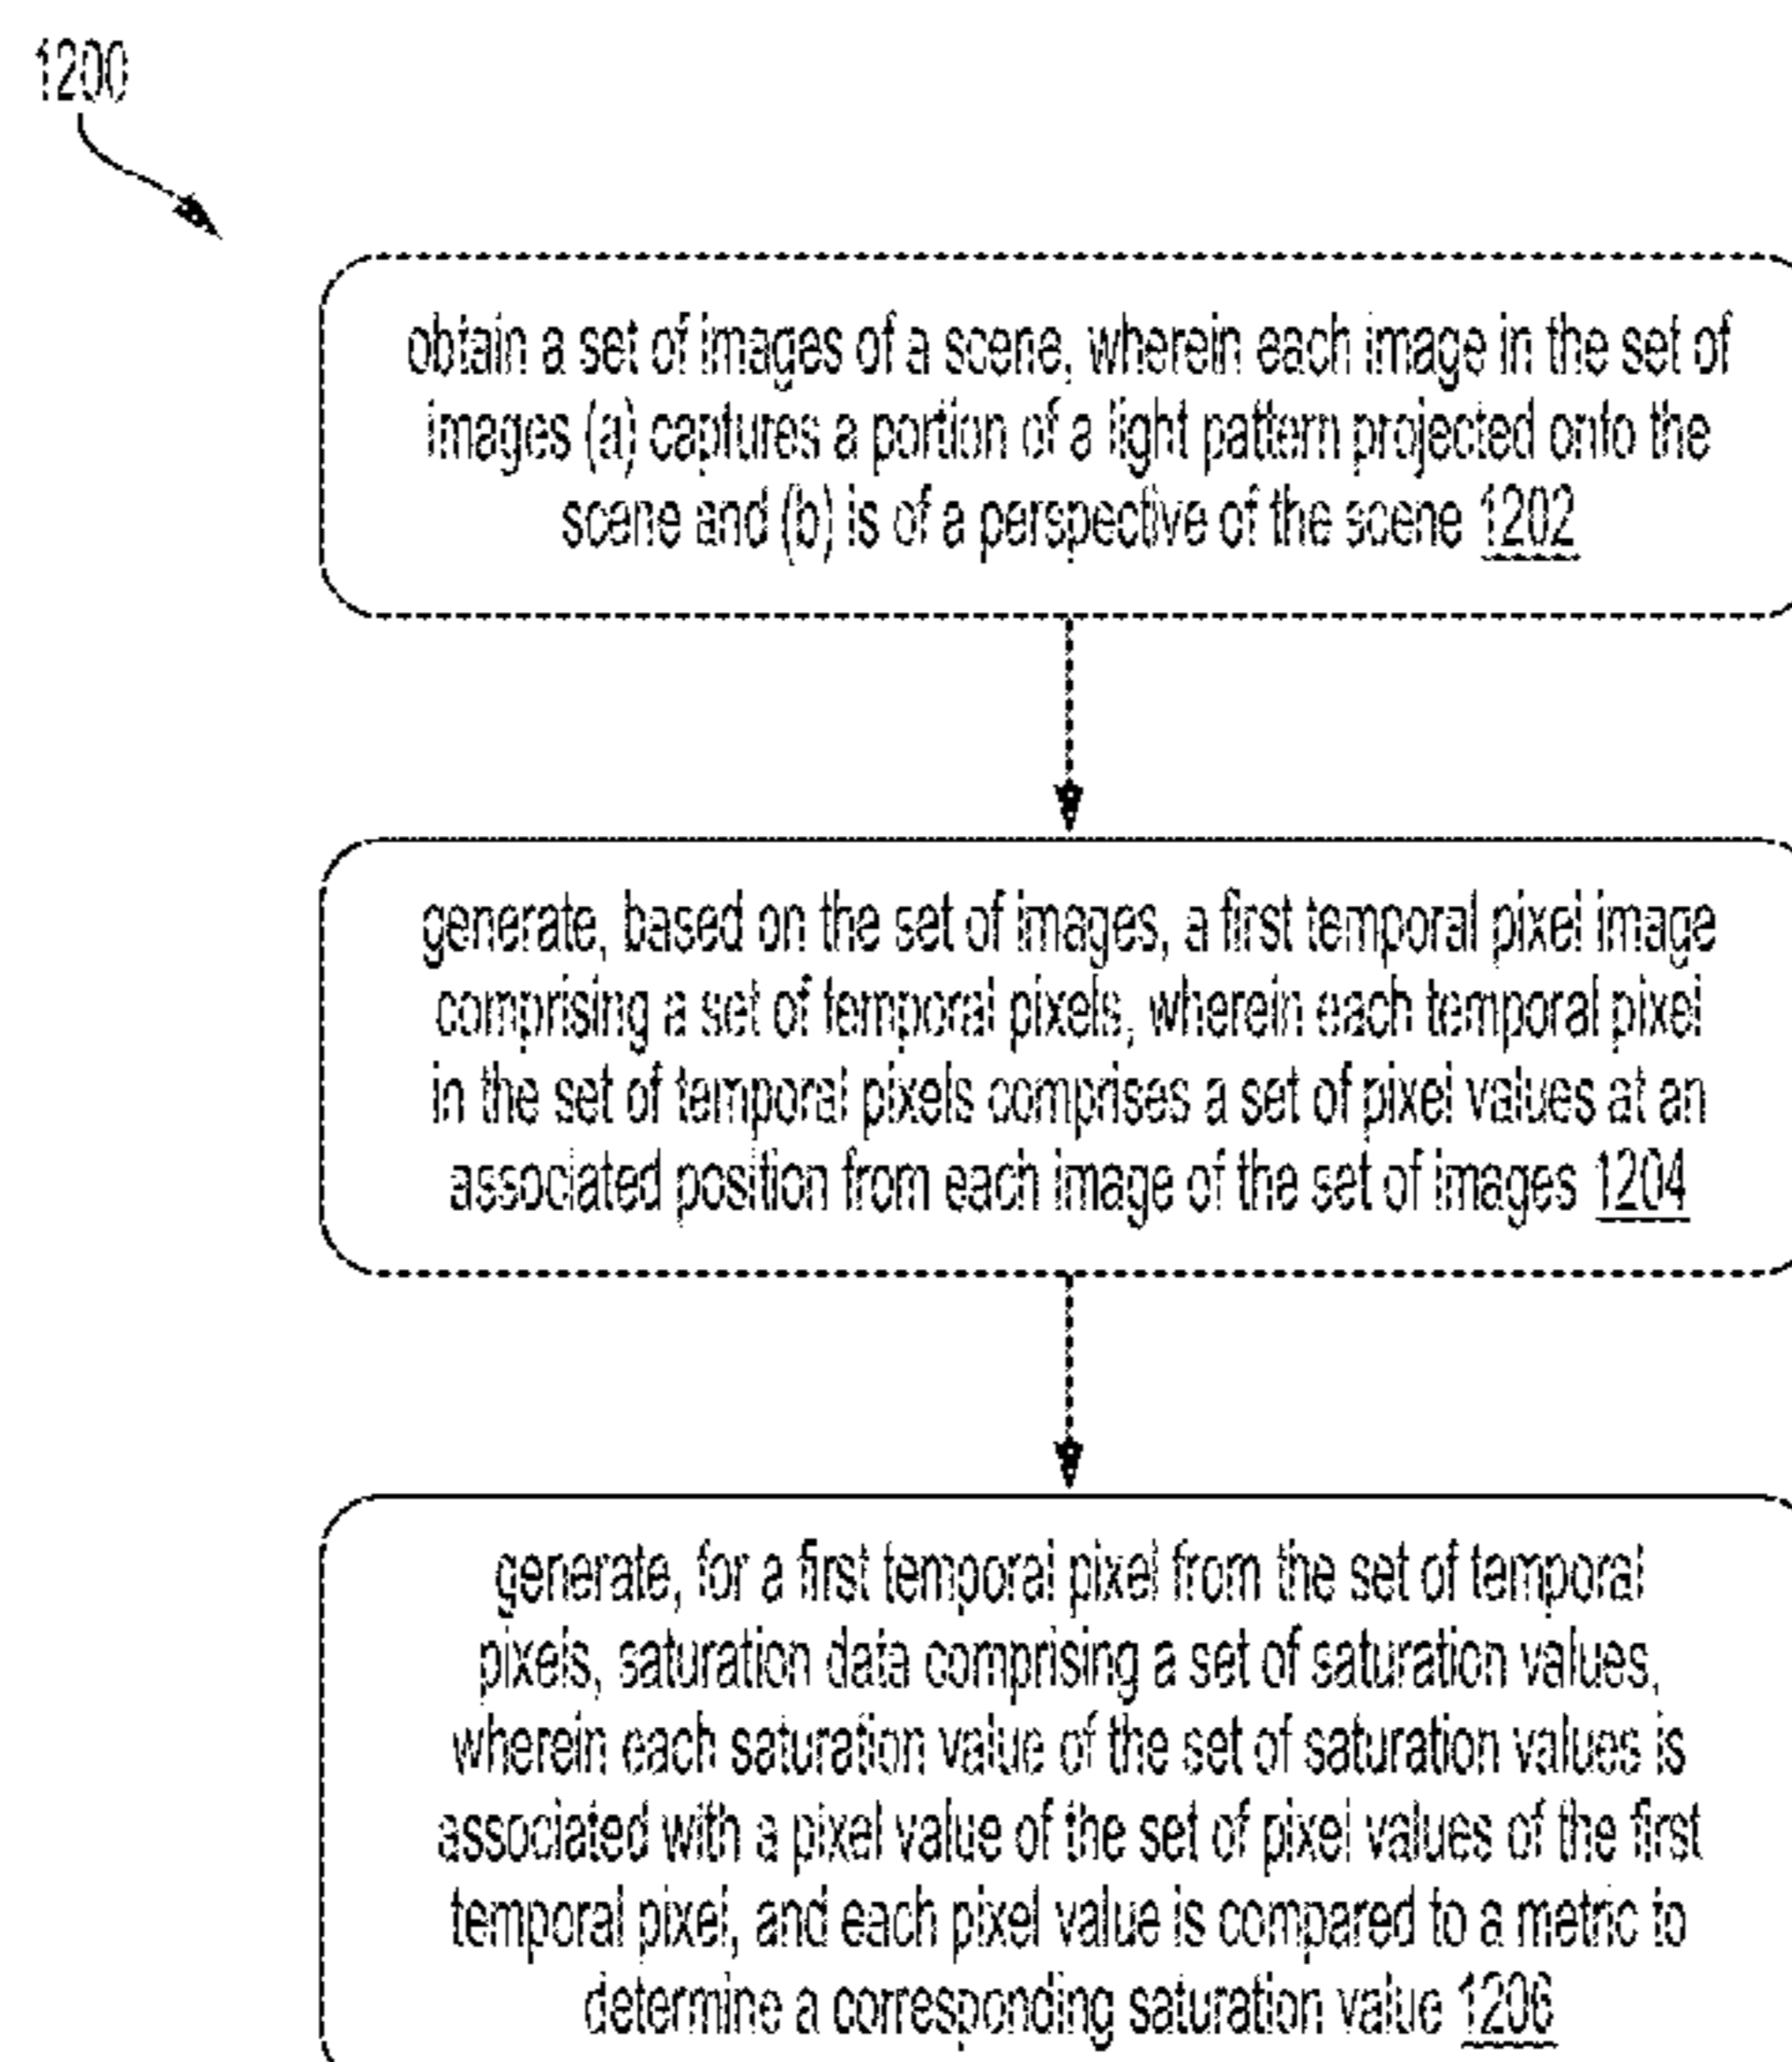 1200
obtain a set of images of a scene, wherein each image in the set of
images (a) captures a portion of a light pattern projected onto the
scene and (b) is of a perspective of the scene 1202
generate, based on the set of images, a first temporal pixel image
comprising a set of temporal pixels, wherein each temporal pixel
in the set of temporal pixels comprises a set of pixel values at an
associated position from each image of the set of images 1204
generate, for a first temporal pixel from the set of temporal
pixels, saturation data comprising a set of saturation values,
wherein each saturation value of the set of saturation values is
associated with a pixel value of the set of pixel values of the first
temporal pixel, and each pixel value is compared to a metric to
determine a corresponding saturation value 1206